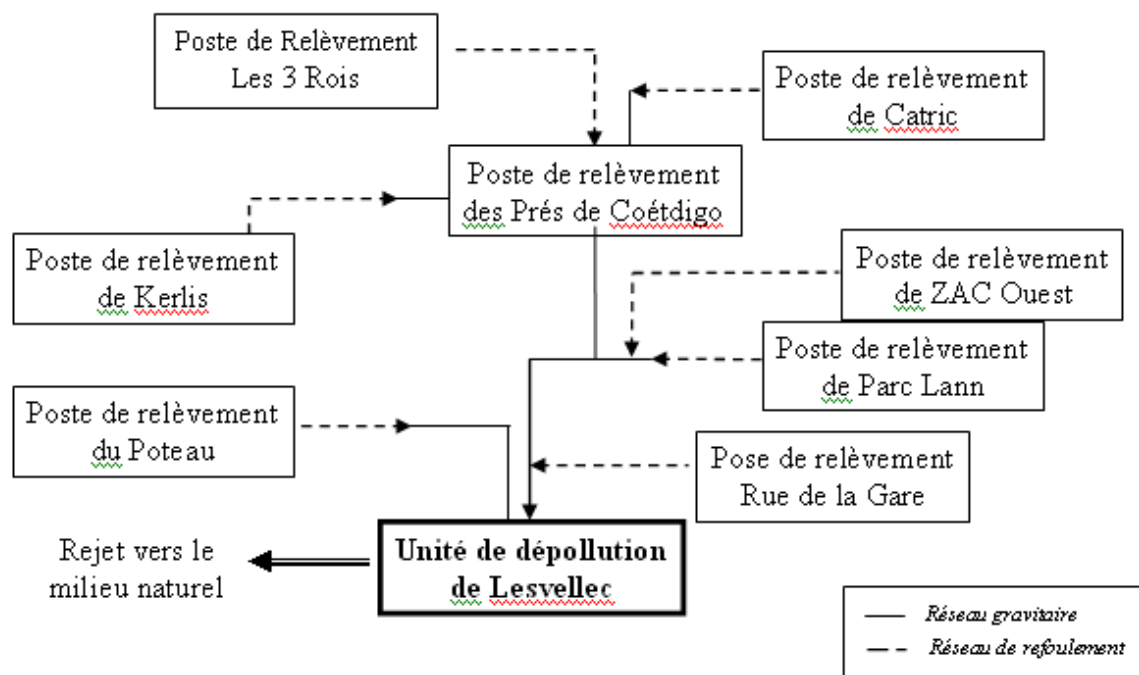 Poste de Relèvement
Les 3 Rois
Poste de relèvement
de Catric
Poste de relèvement
des Prés de Coétdigo
Poste de relèvement
de Kerlis
Poste de relèvement
de ZAC Ouest
Poste de relèvement
de Parc Lann
Poste de relèvement
du Poteau
Pose de relèvement
Rue de la Gare
Unité de dépollution
de Lesvellec
Rejet vers le
milieu naturel
Réseau gravitaire
Réseau de refoulement